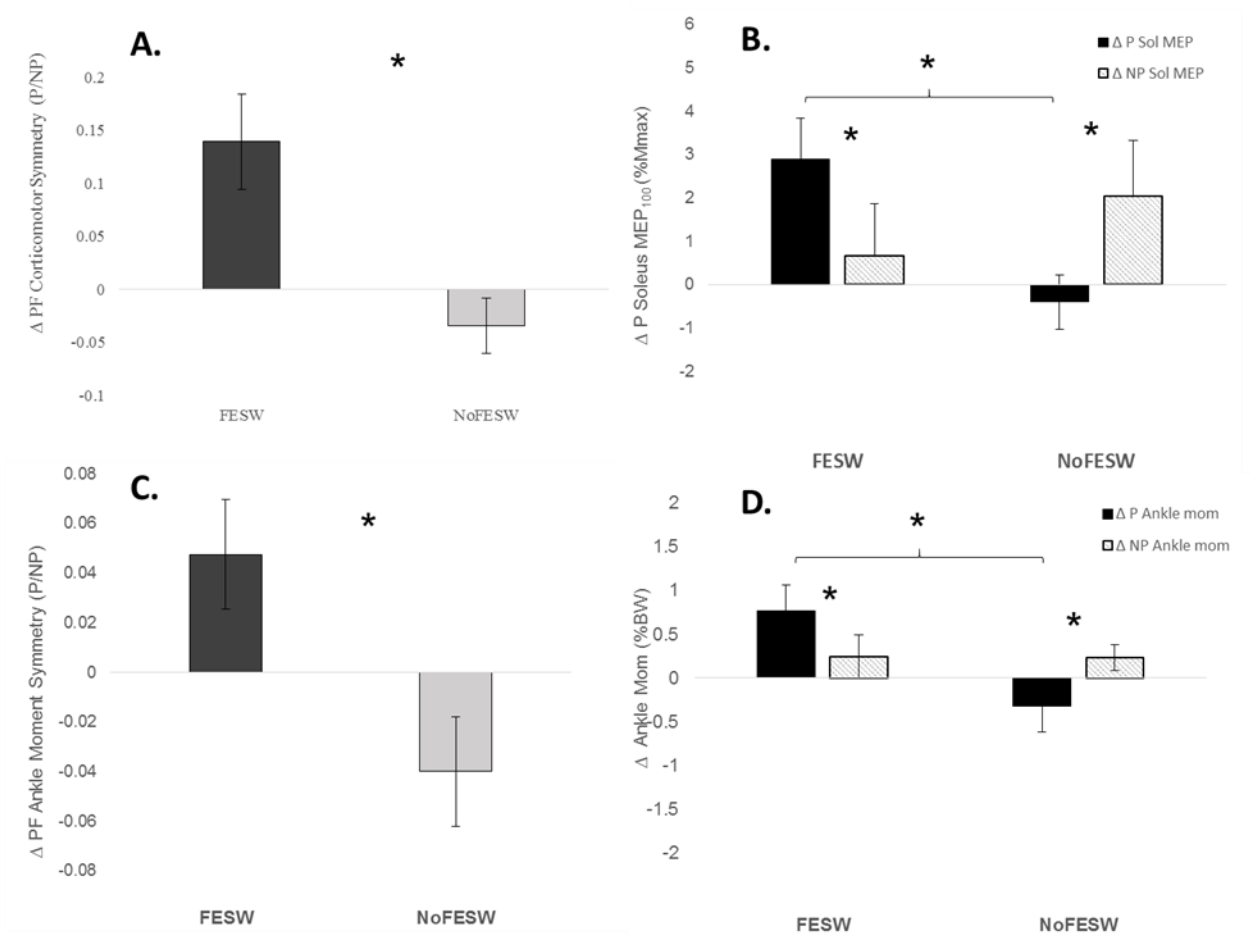 A.
*
Δ PF Corticomotor Symmetry (P/NP)
0.2
0.15
0.1
0.05
0
-0.05
-0.1
FESW
NoFESW
B.
Δ P Sol MEP
Δ NP Sol MEP
*
*
*
Δ P Soleus MEP100 (%Mmax)
6
5
4
3
2
1
0
-1
-2
FESW
NoFESW
C.
*
Δ PF Ankle Moment Symmetry (P/NP)
0.08
0.06
0.04
0.02
0
-0.02
-0.04
-0.06
-0.08
FESW
NoFESW
D.
Δ P Ankle mom
Δ NP Ankle mom
*
*
*
Δ Ankle Mom (%BW)
2
1.5
1
0.5
0
-0.5
-1
-1.5
-2
FESW
NoFESW